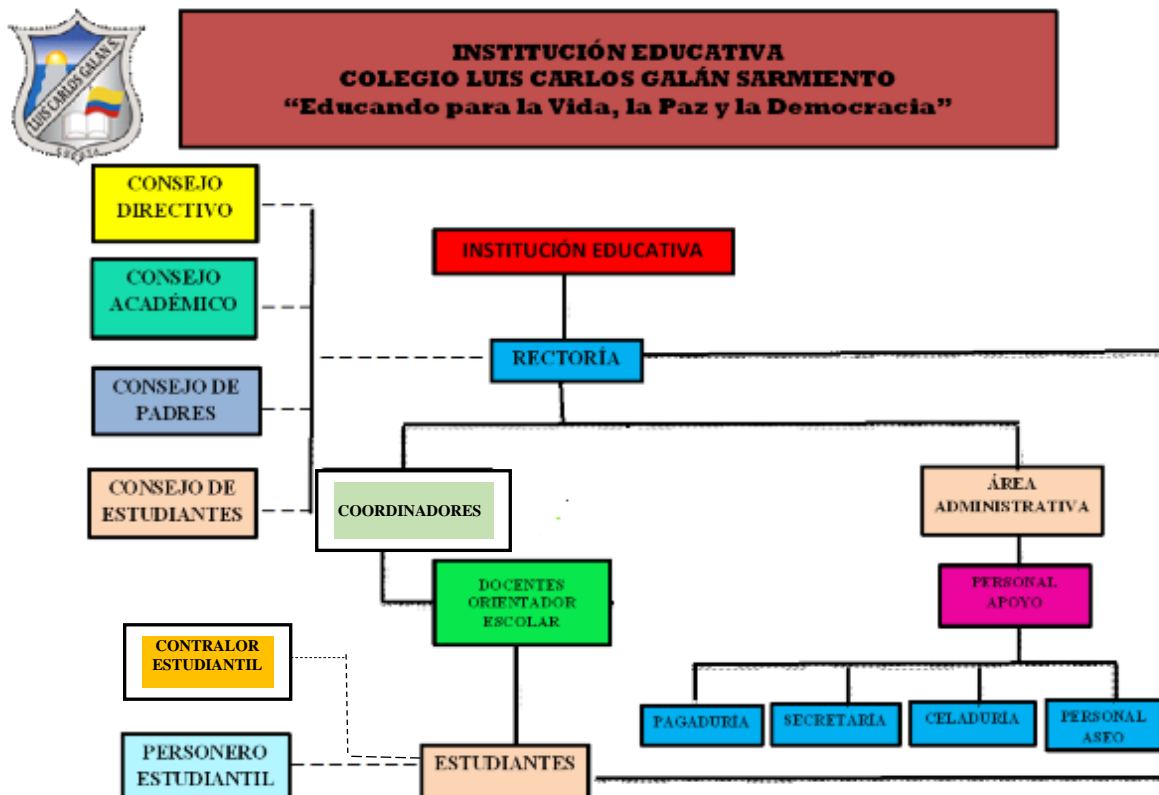 INSTITUCIÓN EDUCATIVA
COLEGIO LUIS CARLOS GALÁN SARMIENTO
“Educando para la Vida, la Paz y la Democracia”
LUIS CARLOS GALAN S.
CONSEJO
DIRECTIVO
INSTITUCIÓN EDUCATIVA
CONSEJO
ACADÉMICO
RECTORÍA
CONSEJO DE
PADRES
CONSEJO DE
ESTUDIANTES
COORDINADORES
ÁREA
ADMINISTRATIVA
DOCENTES
ORIENTADOR
ESCOLAR
PERSONAL
APOYO
CONTRALOR
ESTUDIANTIL
PAGADURÍA
SECRETARÍA
CELADURÍA
PERSONAL
ASEO
PERSONERO
ESTUDIANTIL
ESTUDIANTES